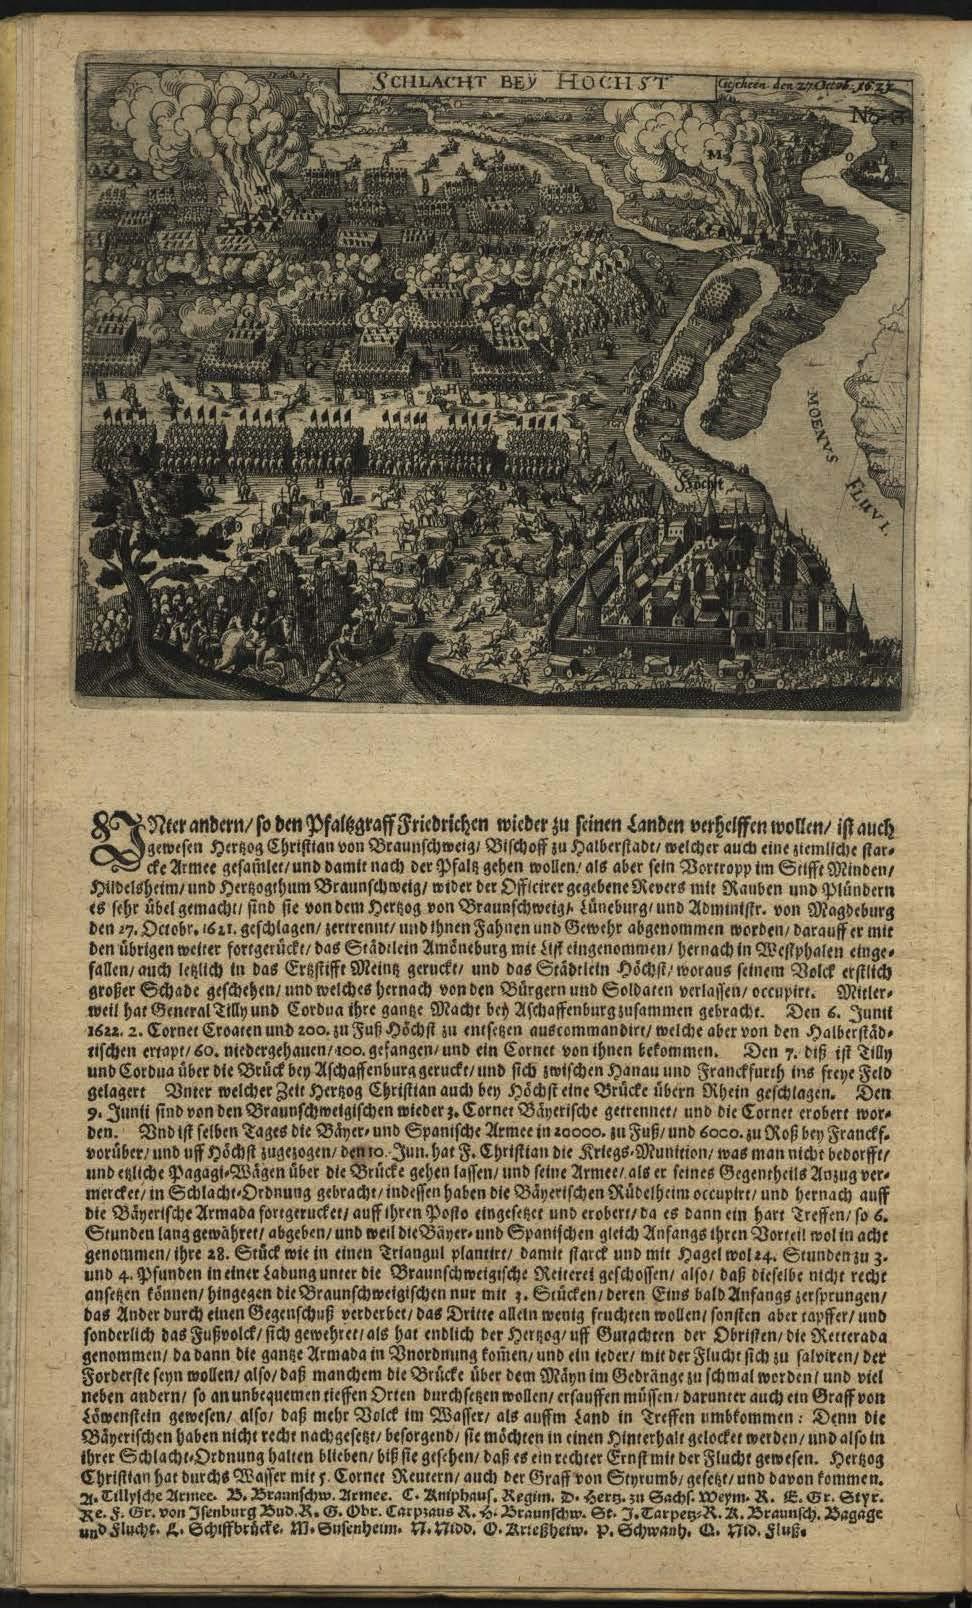 SCHLACHT BEY HOCHST
Gescheen den 27. Octob. 1621
No. 6
M
M
O
P
A
H
B
B
B
K
Höchst
MOENVS
FLUVI.
UNter andern/ so den Pfaltzgraff Friedrichen wieder zu seinen Landen verhelffen wollen/ ist auch
gewesen Hertzog Christian von Braunschweig/ Bischoff zu Halberstadt/ welcher auch eine ziemliche star-
cke Armee gesam̃let/ und damit nach der Pfaltz gehen wollen/ als aber sein Vortropp im Stifft Minden/
Hildelsheim/ und Hertzogthum Braunschweig/ wider der Officirer gegebene Revers mit Rauben und Plündern
es sehr übel gemacht/ sind sie von dem Hertzog von Braunschweig/ Lüneburg/ und Administr. von Magdeburg
den 27. Octobr. 1621. geschlagen/ zertrennt/ und ihnen Fahnen und Gewehr abgenommen worden/ darauff er mit
den übrigen weiter fortgerückt/ das Städtlein Amöneburg mit List eingenommen/ hernach in Westphalen einge-
fallen/ auch letzlich in das Ertzstifft Meintz geruckt/ und das Städtlein Höchst/ woraus seinem Volck erstlich
großer Schade geschehen/ und welches hernach von den Bürgern und Soldaten verlassen/ occupirt. Mitler-
weil hat General Tilly und Cordua ihre gantze Macht bey Aschaffenburg zusammen gebracht. Den 6. Junii
1622. 2. Cornet Croaten und 200. zu Fuß Höchst zu entsetzen auscommandirt/ welche aber von den Halberstäd-
tischen ertapt/ 60. niedergehauen/ 100. gefangen/ und ein Cornet von ihnen bekommen. Den 7. diß ist Tilly
und Cordua über die Brück bey Aschaffenburg geruckt/ und sich zwischen Hanau und Franckfurth ins freye Feld
gelagert Vnter welcher Zeit Hertzog Christian auch bey Höchst eine Brücke übern Rhein geschlagen. Den
9. Junii sind von den Braunschweigischen wieder 3. Cornet Bäyerische getrennet/ und die Cornet erobert wor-
den. Vnd ist selben Tages die Bäyer- und Spanische Armee in 20000. zu Fuß/ und 6000. zu Roß bey Franckf.
vorüber/ und uff Höchst zugezogen/ den 10. Jun. hat F. Christian die Kriegs-Munition/ was man nicht bedorfft/
und etzliche Pagagi-Wägen über die Brücke gehen lassen/ und seine Armee/ als er seines Gegentheils Anzug ver-
mercket/ in Schlacht-Ordnung gebracht/ indessen haben die Bäyerischen Rüdelheim occupirt/ und hernach auff
die Bäyerische Armada fortgerucket/ auff ihren Posto eingesetzet und erobert/ da es dann ein hart Treffen/ so 6.
Stunden lang gewähret/ abgeben/ und weil die Bäyer- und Spanischen gleich Anfangs ihren Vorteil wol in acht
genommen/ ihre 28. Stück wie in einen Triangul plantirt/ damit starck und mit Hagel wol 24. Stunden zu 3.
und 4. Pfunden in einer Ladung unter die Braunschweigische Reiterei geschossen/ also/ daß dieselbe nicht recht
ansetzen können/ hingegen die Braunschweigischen nur mit 3. Stücken/ deren Eins bald Anfangs zersprungen/
das Ander durch einen Gegenschuß verderbet/ das Dritte allein wenig fruchten wollen/ sonsten aber tapffer/ und
sonderlich das Fußvolck/ sich gewehret/ als hat endlich der Hertzog/ uff Gutachten der Obristen/ die Retterada
genommen/ da dann die gantze Armada in Vnordnung kom̃en/ und ein ieder/ mit der Flucht sich zu salviren/ der
Forderste seyn wollen/ also/ daß manchem die Brücke über dem Mäyn im Gedränge zu schmal worden/ und viel
neben andern/ so an unbequemen tieffen Orten durchsetzen wollen/ ersauffen müssen/ darunter auch ein Graff von
Löwenstein gewesen/ also/ daß mehr Volck im Wasser/ als auffm Land in Treffen umbkommen: Denn die
Bäyerischen haben nicht recht nachgesetzt/ besorgend/ sie möchten in einen Hinterhalt gelocket werden/ und also in
ihrer Schlacht-Ordnung halten blieben/ biß sie gesehen/ daß es ein rechter Ernst mit der Flucht gewesen. Hertzog
Christian hat durchs Wasser mit 5. Cornet Reutern/ auch der Graff von Styrumb/ gesetzt/ und davon kommen.
A. Tillysche Armee. B. Braunschw. Armee. C. Kniphaus. Regim. D. Hertz. zu Sachs. Weym. R. E. Gr. Styr.
Re. F. Gr. von Isenburg Bud. R. G. Obr. Carpzaus R. H. Braunschw. St. J. Carpetz. R. K. Braunsch. Bagage
und Flucht. L. Schiffbrücke. M. Susenheim. N. Nidd. O. Krießheim. P. Schwanh. Q. Nid. Fluß.